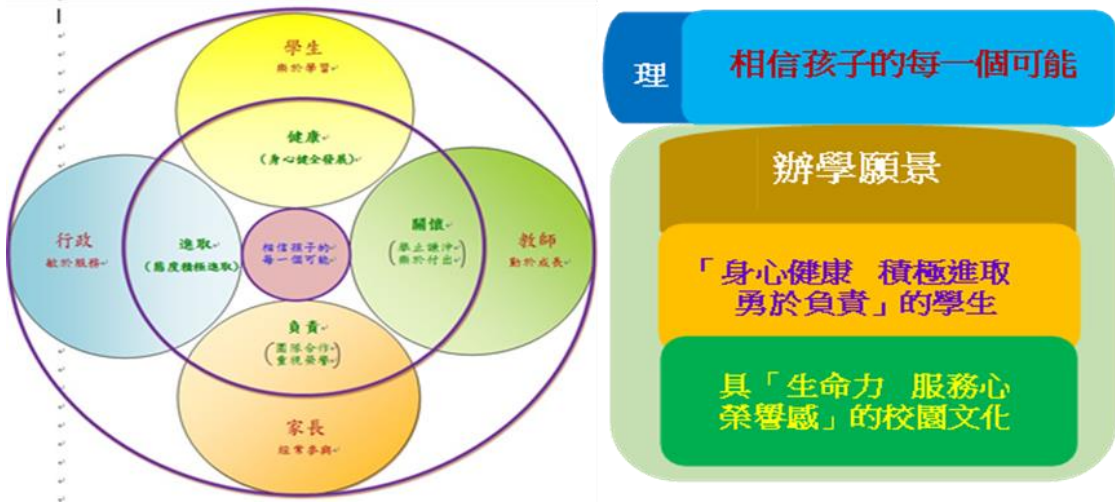 學生
樂於學習
健康
(身心健全發展)
行政
敏於服務
進取
(態度積極進取)
相信孩子的
每一個可能
關懷
(舉止謙沖
樂於付出)
教師
勤於成長
負責
(團隊合作
重視榮譽)
家長
經常參與
理
相信孩子的每一個可能
辦學願景
「身心健康 積極進取
勇於負責」的學生
具「生命力 服務心
榮譽感」的校園文化